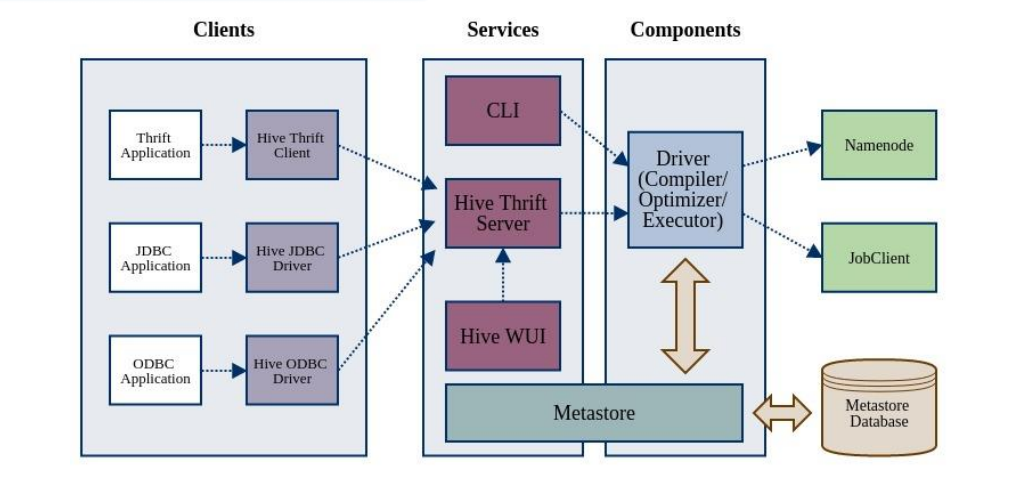 Clients
Services
Components
Thrift
Application
Hive Thrift
Client
JDBC
Application
Hive JDBC
Driver
ODBC
Application
Hive ODBC
Driver
CLI
Hive Thrift
Server
Hive WUI
Metastore
Driver
(Compiler/
Optimizer/
Executor)
Namenode
JobClient
Metastore
Database